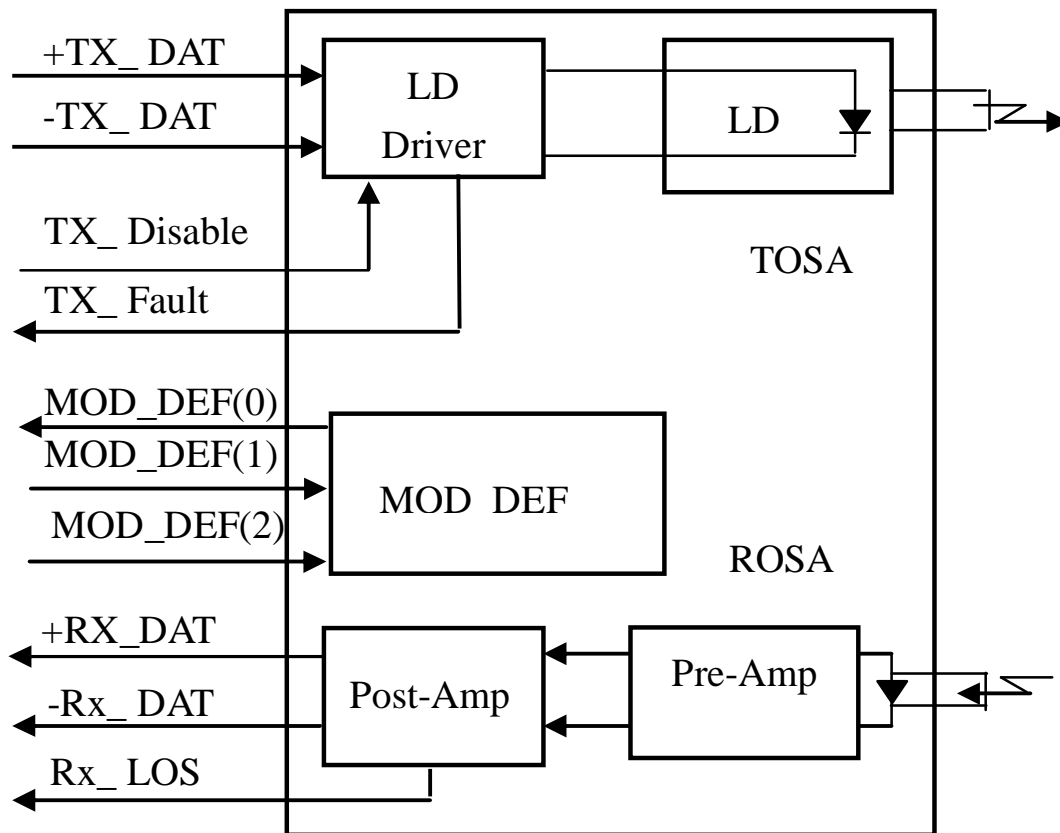 +TX_ DAT
-TX_ DAT
LD
Driver
LD
TX_ Disable
TOSA
TX_ Fault
MOD_DEF(0)
MOD_DEF(1)
MOD_DEF(2)
MOD DEF
ROSA
+RX_DAT
-Rx_ DAT
Post-Amp
Pre-Amp
Rx_ LOS